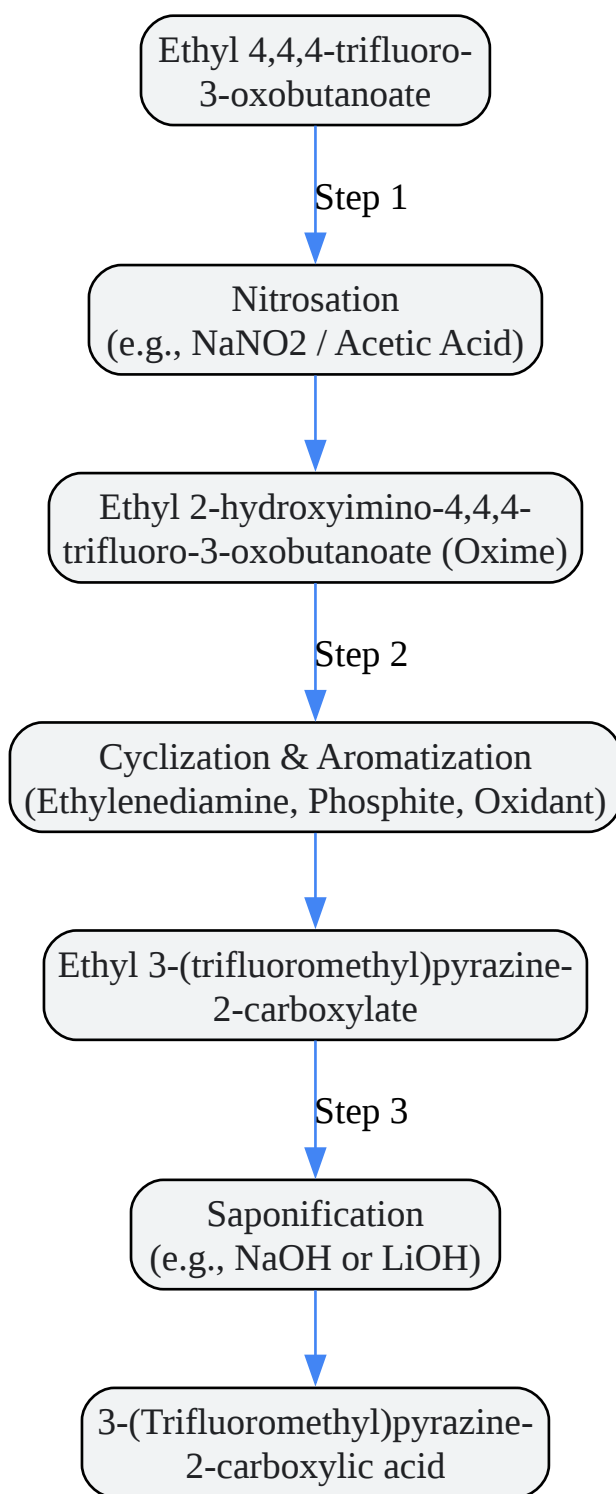 Ethyl 4,4,4-trifluoro-
3-oxobutanoate
Step 1
Nitrosation
(e.g., NaNO2 / Acetic Acid)
Ethyl 2-hydroxyimino-4,4,4-
trifluoro-3-oxobutanoate (Oxime)
Step 2
Cyclization & Aromatization
(Ethylenediamine, Phosphite, Oxidant)
Ethyl 3-(trifluoromethyl)pyrazine-
2-carboxylate
Step 3
Saponification
(e.g., NaOH or LiOH)
3-(Trifluoromethyl)pyrazine-
2-carboxylic acid